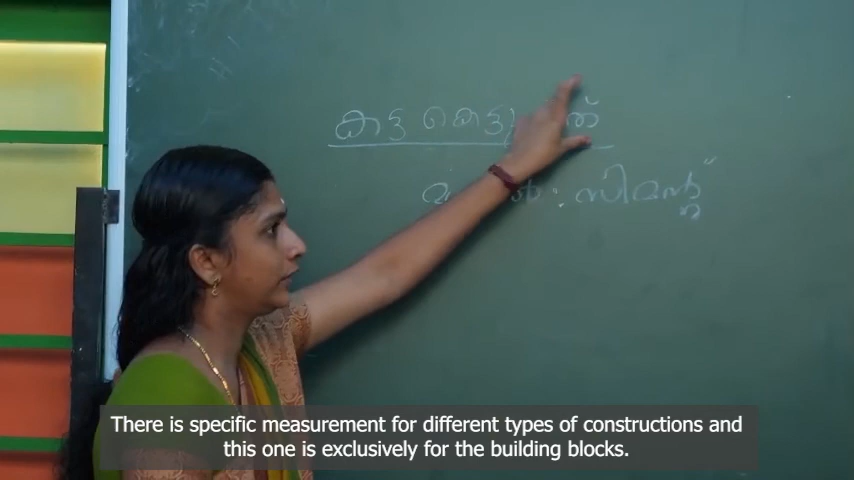 കട്ട കെട്ടു
: സിമന്റ്
There is specific measurement for different types of constructions and
this one is exclusively for the building blocks.